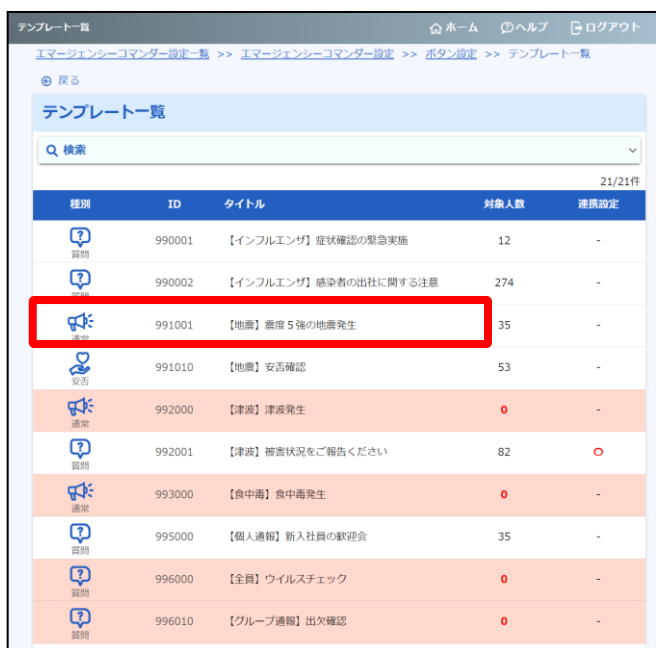 テンプレート一覧 ホーム ヘルプ ログアウト
エマージェンシーコマンダー設定一覧 >> エマージェンシーコマンダー設定 >> ボタン設定 >> テンプレート一覧
戻る
テンプレート一覧
検索
21/21件
種別 ID タイトル 対象人数 連携設定
990001 【インフルエンザ】症状確認の緊急実施 12 -
質問
990002 【インフルエンザ】感染者の出社に関する注意 274 -
質問
991001 【地震】震度5強の地震発生 35 -
通常
991010 【地震】安否確認 53 -
安否
992000 【津波】津波発生 0 -
通常
992001 【津波】被害状況をご報告ください 82 ○
質問
993000 【食中毒】食中毒発生 0 -
通常
995000 【個人通報】新入社員の歓迎会 35 -
質問
996000 【全員】ウイルスチェック 0 -
質問
996010 【グループ通報】出欠確認 0 -
質問